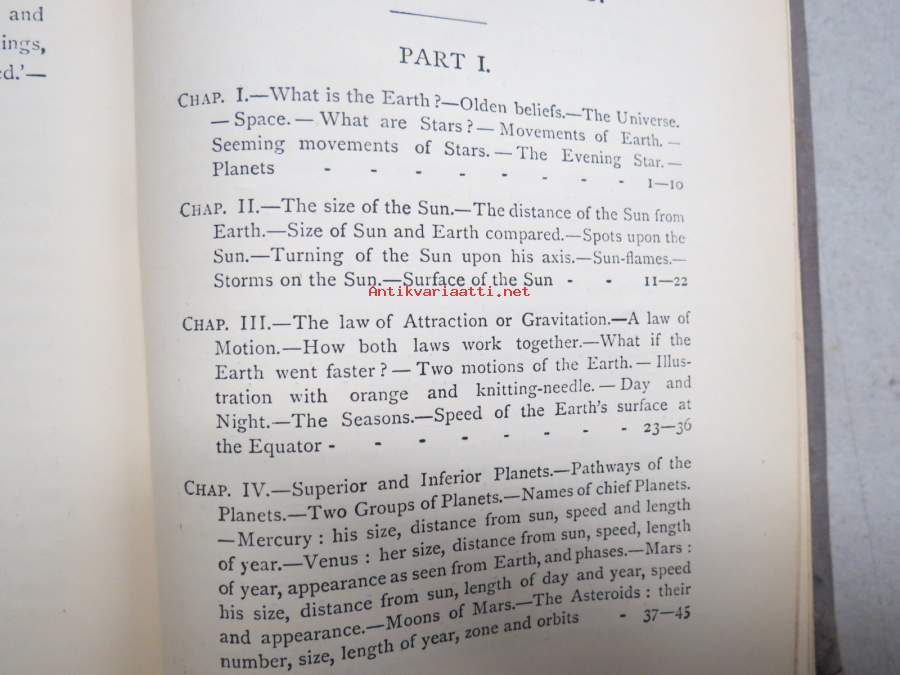 and
ings,
ed.'—
PART I.
CHAP. I.—What is the Earth?—Olden beliefs.—The Universe.
—Space.—What are Stars?—Movements of Earth.—
Seeming movements of Stars.—The Evening Star.—
Planets - - - - - - - - 1—10
CHAP. II.—The size of the Sun.—The distance of the Sun from
Earth.—Size of Sun and Earth compared.—Spots upon the
Sun.—Turning of the Sun upon his axis.—Sun-flames.—
Storms on the Sun.—Surface of the Sun - - 11—22
Antikvariaatti.net
CHAP. III.—The law of Attraction or Gravitation.—A law of
Motion.—How both laws work together.—What if the
Earth went faster?—Two motions of the Earth.—Illus-
tration with orange and knitting-needle.—Day and
Night.—The Seasons.—Speed of the Earth's surface at
the Equator - - - - - - - - 23—36
CHAP. IV.—Superior and Inferior Planets.—Pathways of the
Planets.—Two Groups of Planets.—Names of chief Planets.
—Mercury: his size, distance from sun, speed and length
of year.—Venus: her size, distance from sun, speed, length
of year, appearance as seen from Earth, and phases.—Mars:
his size, distance from sun, length of day and year, speed
and appearance.—Moons of Mars.—The Asteroids: their
number, size, length of year, zone and orbits - 37—45